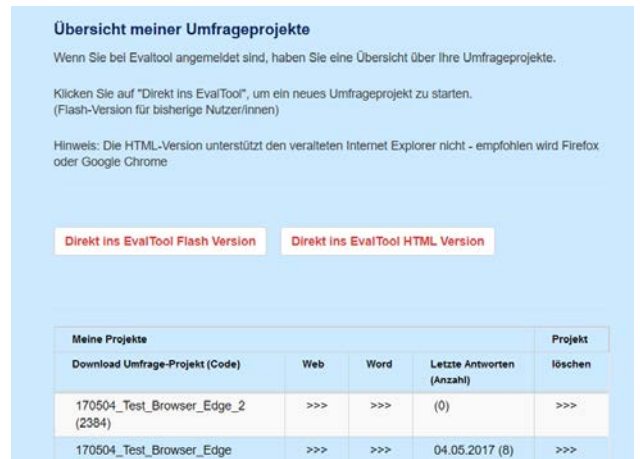 Übersicht meiner Umfrageprojekte
Wenn Sie bei Evaltool angemeldet sind, haben Sie eine Übersicht über Ihre Umfrageprojekte.
Klicken Sie auf "Direkt ins EvalTool", um ein neues Umfrageprojekt zu starten.
(Flash-Version für bisherige Nutzer/innen)
Hinweis: Die HTML-Version unterstützt den veralteten Internet Explorer nicht - empfohlen wird Firefox
oder Google Chrome
Direkt ins EvalTool Flash Version Direkt ins EvalTool HTML Version
Meine Projekte Projekt
Download Umfrage-Projekt (Code) Web Word Letzte Antworten löschen
(Anzahl)
170504_Test_Browser_Edge_2 >>> >>> (0) >>>
(2384)
170504_Test_Browser_Edge >>> >>> 04.05.2017 (8) >>>